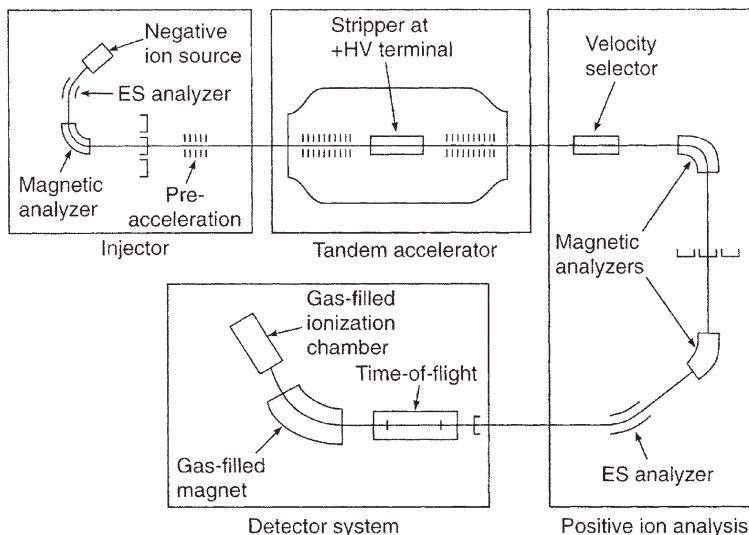 Negative
ion source
ES analyzer
Magnetic
analyzer
Pre-
acceleration
Injector
Stripper at
+HV terminal
Tandem accelerator
Velocity
selector
Magnetic
analyzers
ES analyzer
Positive ion analysis
Gas-filled
ionization
chamber
Time-of-flight
Gas-filled
magnet
Detector system